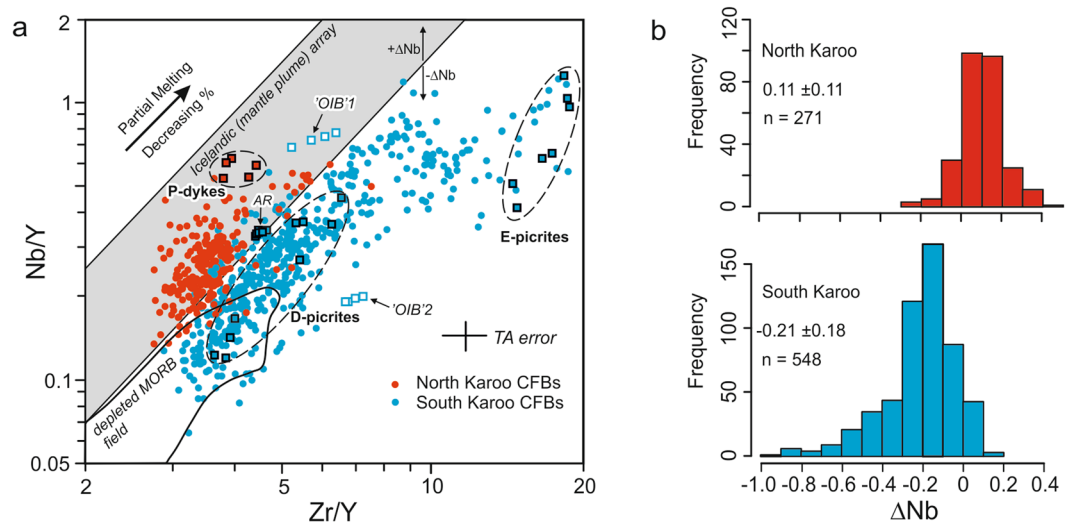 a
Nb/Y
2
1
0.1
0.05
Partial Melting
Decreasing %
Icelandic (mantle plume) array
+ΔNb
-ΔNb
'OIB'1
P-dykes
AR
E-picrites
D-picrites
'OIB'2
TA error
depleted MORB
field
North Karoo CFBs
South Karoo CFBs
2
5
10
20
Zr/Y
b
Frequency
120
80
40
0
North Karoo
0.11 ±0.11
n = 271
Frequency
150
100
50
0
South Karoo
-0.21 ±0.18
n = 548
-1.0
-0.8
-0.6
-0.4
-0.2
0
0.2
0.4
ΔNb